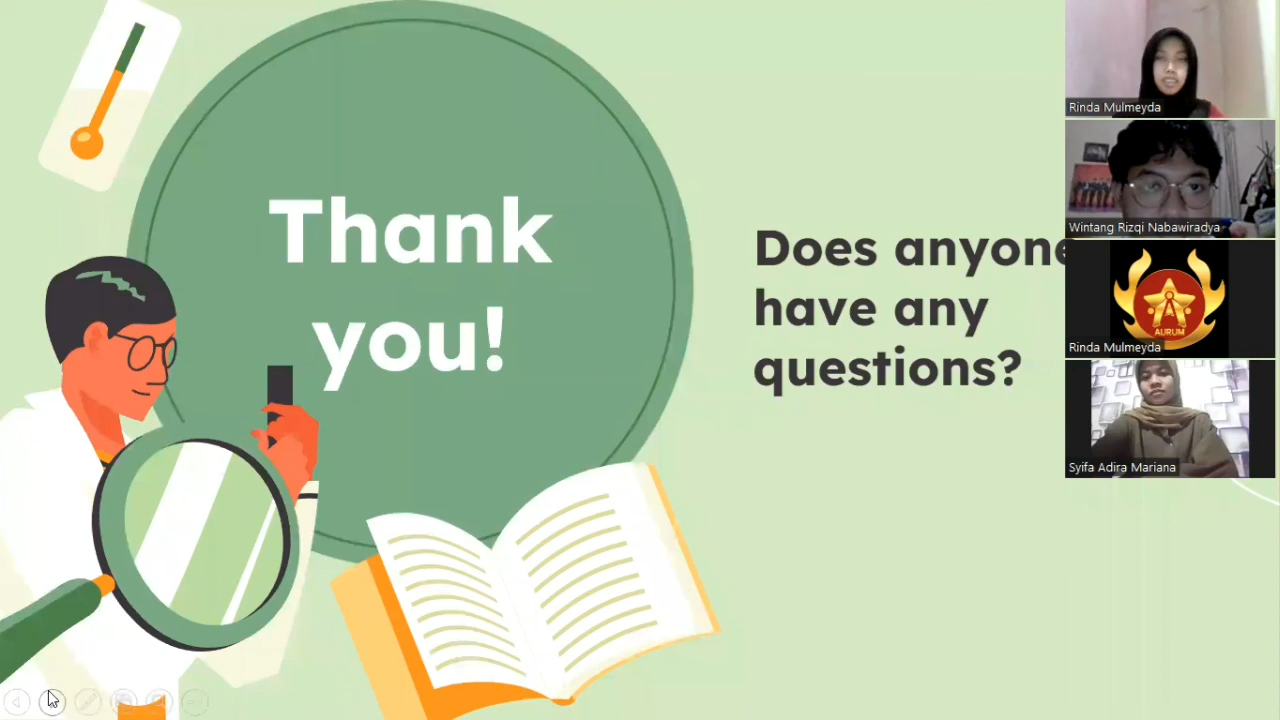 Thank
you!
Does anyone
have any
questions?
Rinda Mulmeyda
Wintang Rizqi Nabawiradya
AURUM
Rinda Mulmeyda
Syifa Adira Mariana